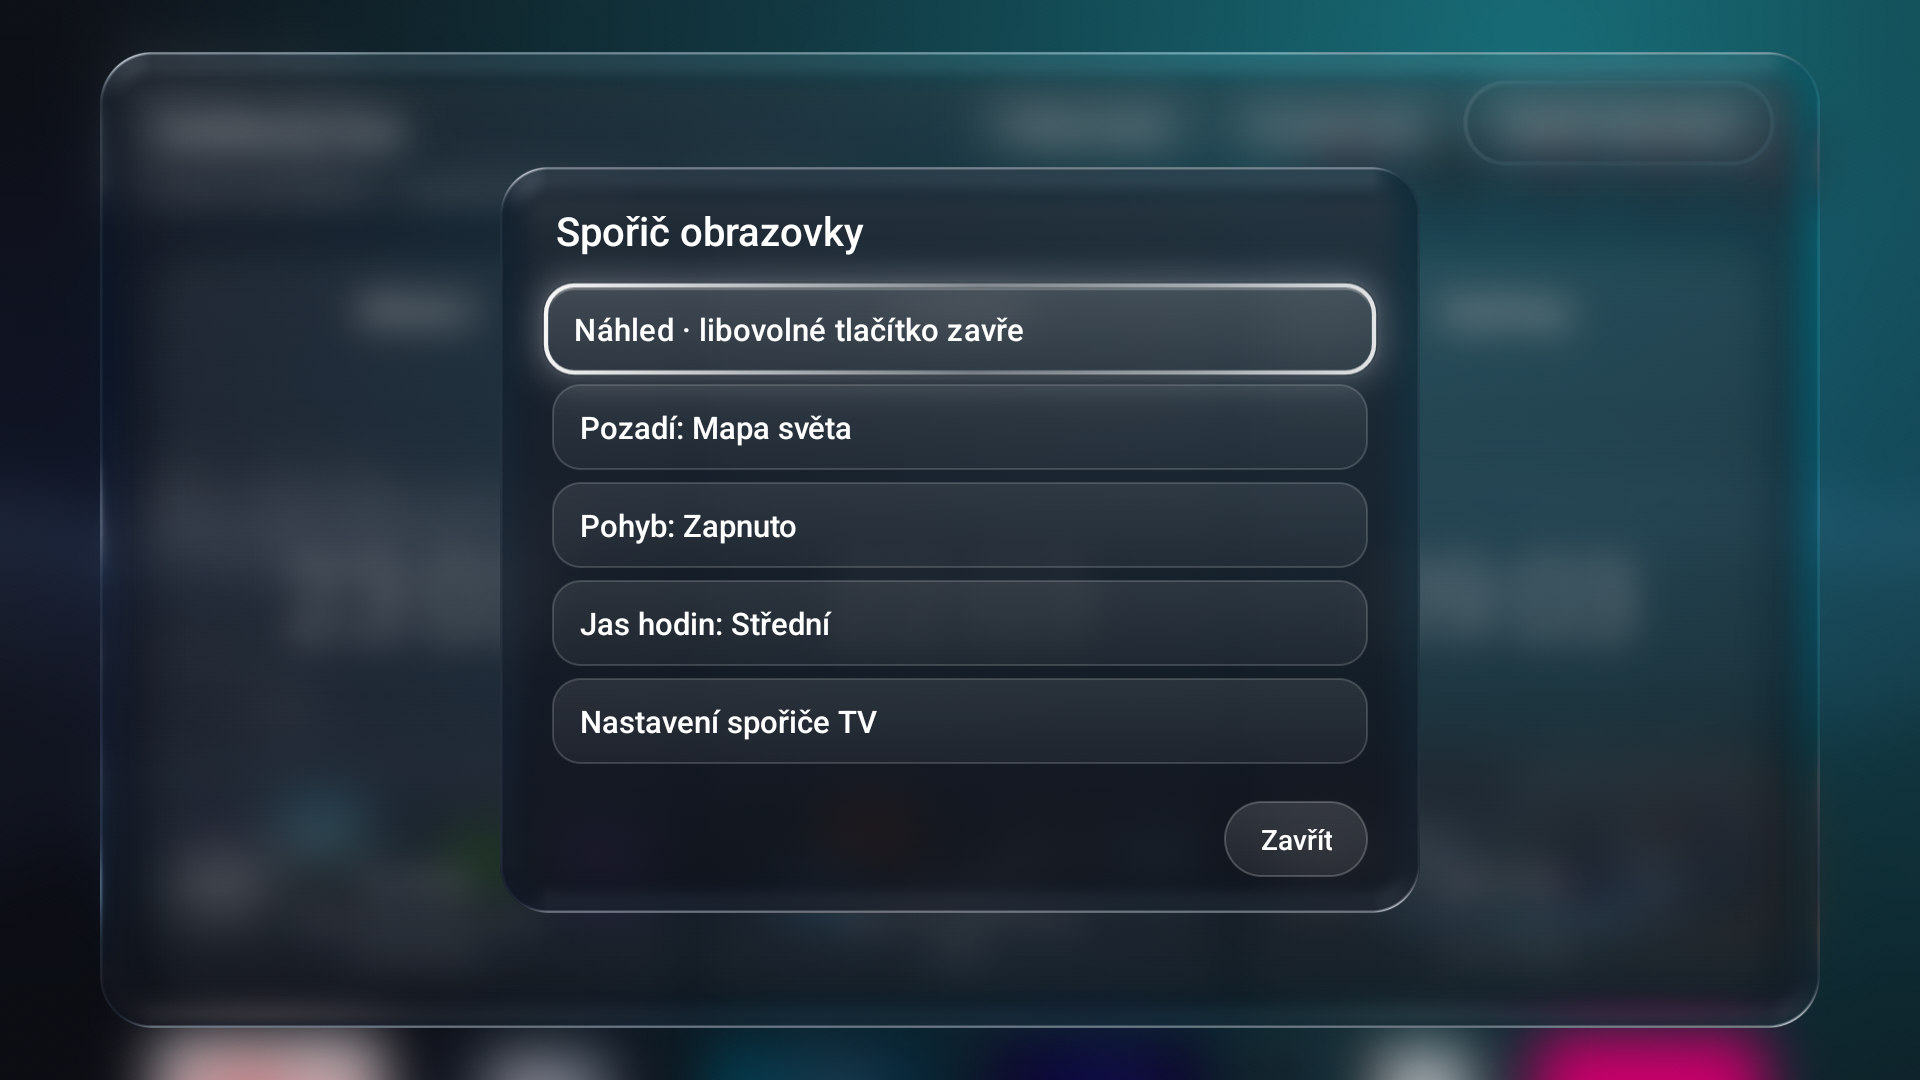 Spořič obrazovky
Náhled · libovolné tlačítko zavře
Pozadí: Mapa světa
Pohyb: Zapnuto
Jas hodin: Střední
Nastavení spořiče TV
Zavřít